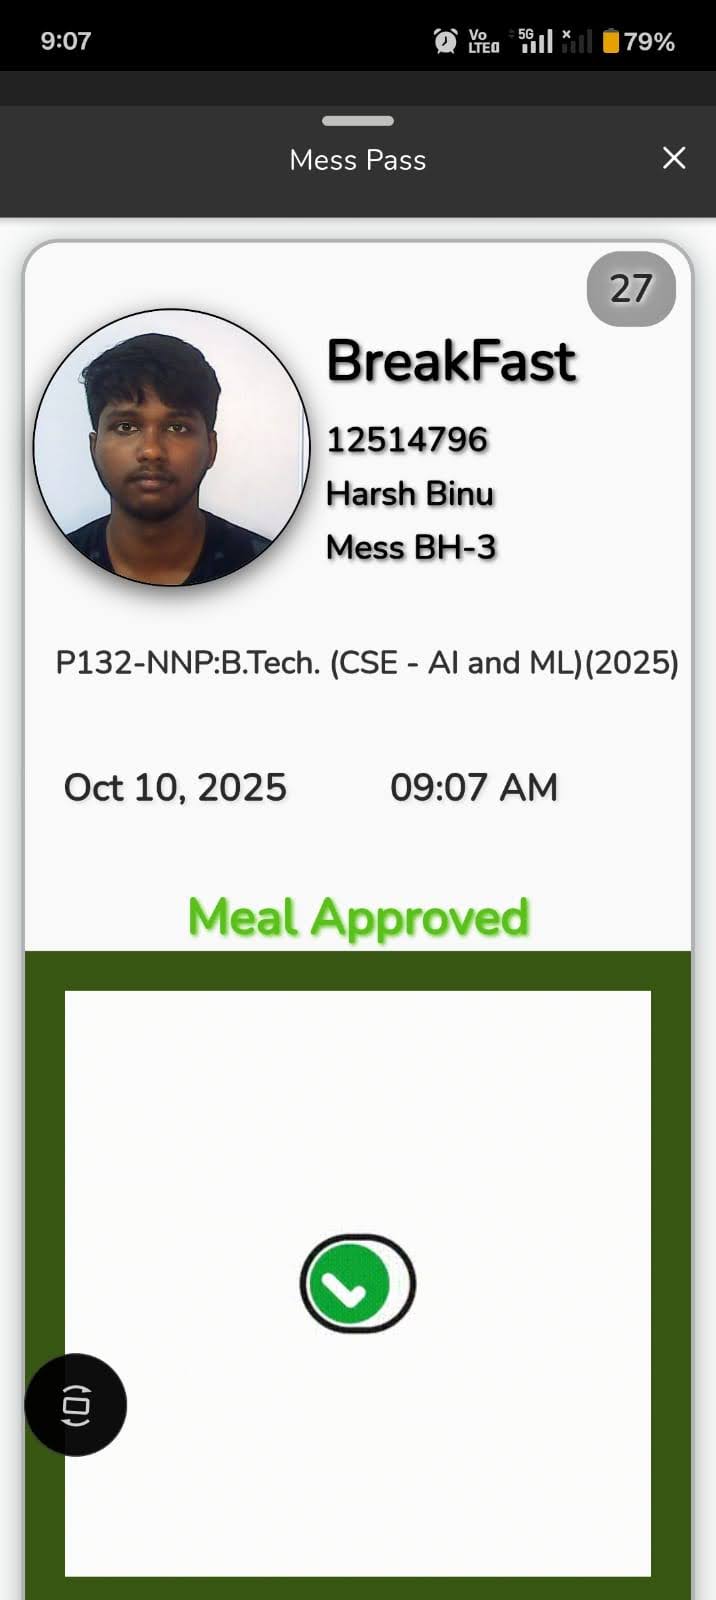 9:07
Vo
LTE
5G
79%
Mess Pass
27
BreakFast
12514796
Harsh Binu
Mess BH-3
P132-NNP:B.Tech. (CSE - AI and ML)(2025)
Oct 10, 2025 09:07 AM
Meal Approved